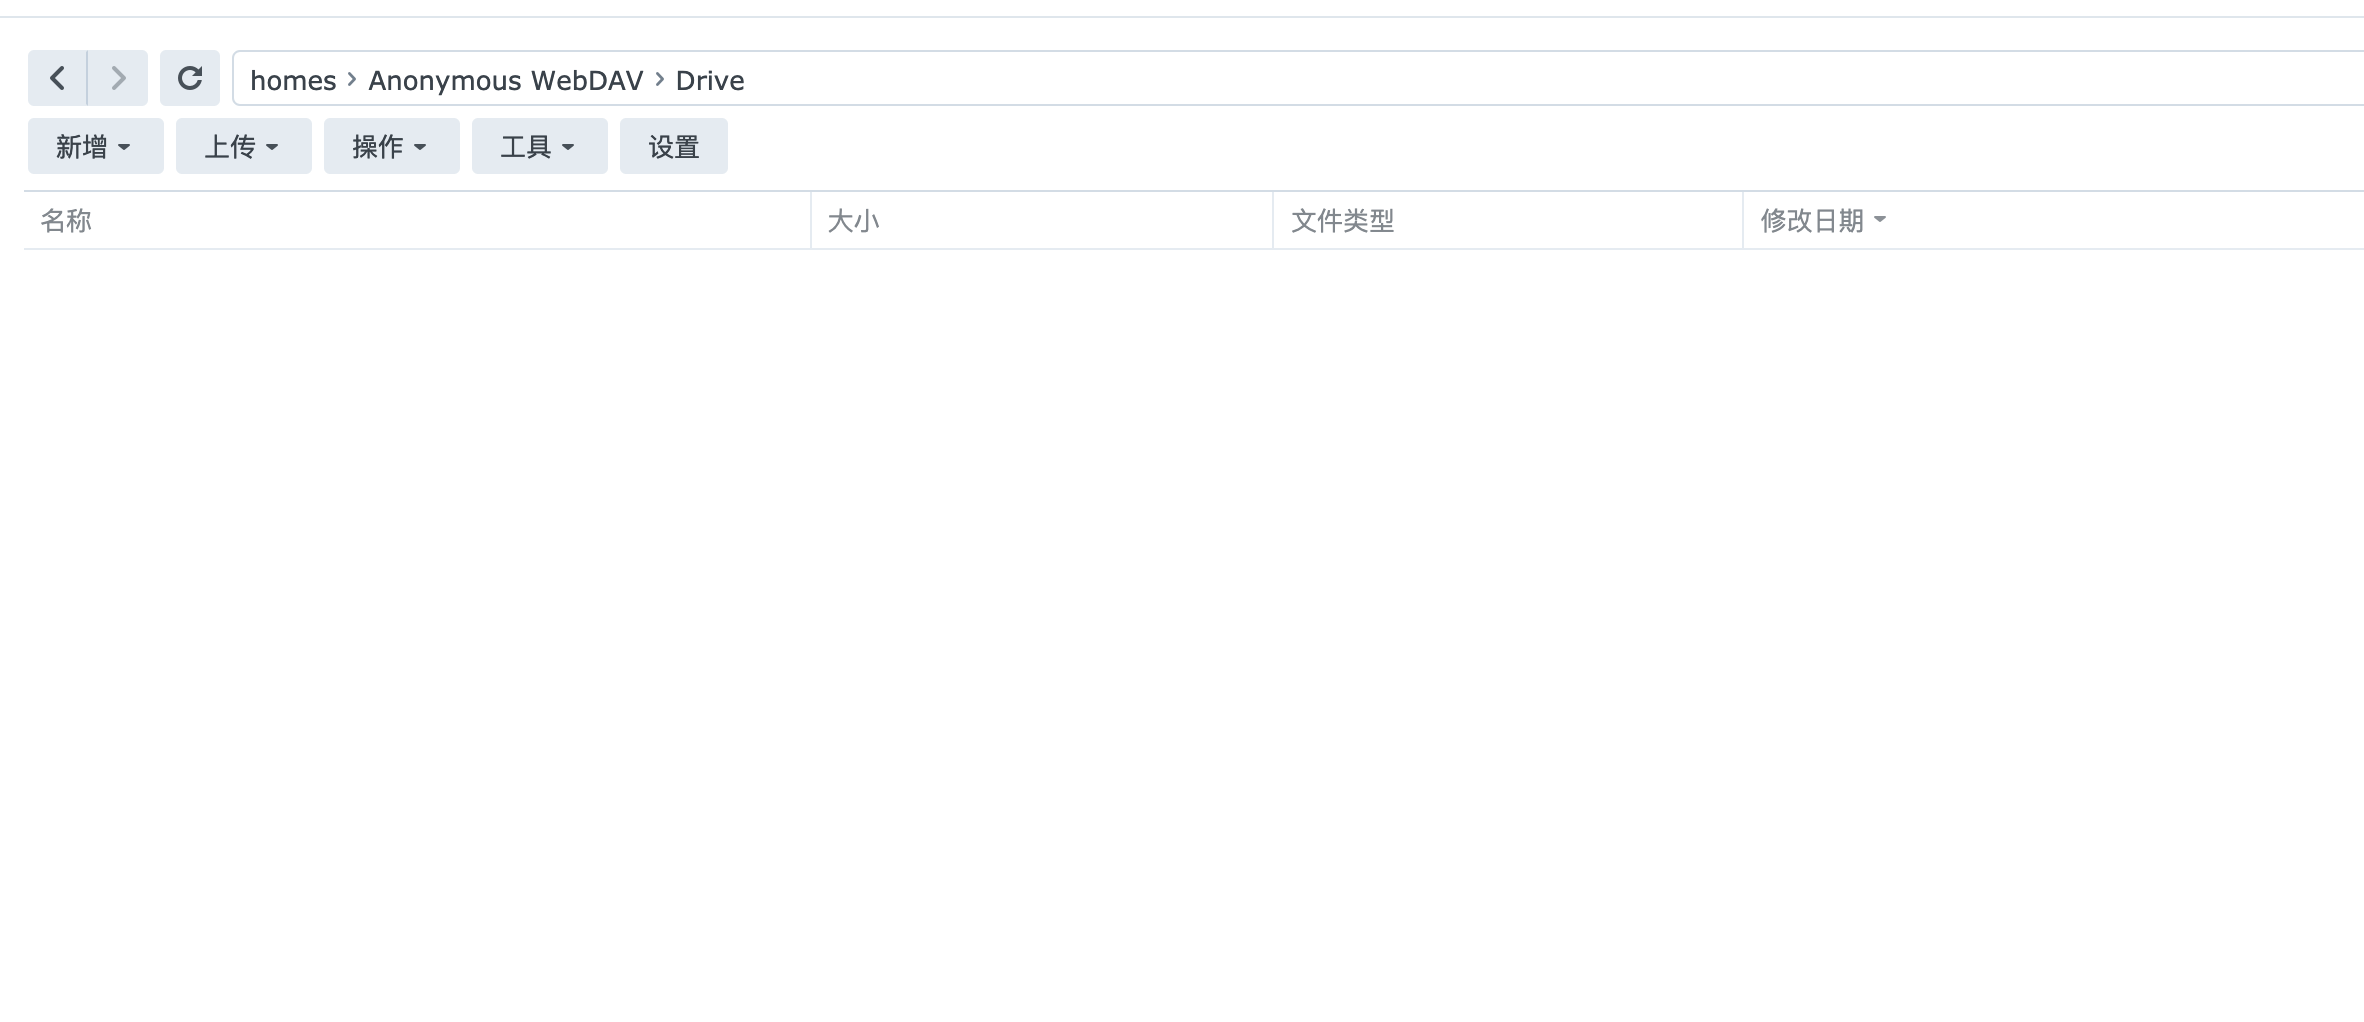 homes › Anonymous WebDAV › Drive
新增 上传 操作 工具 设置
名称 大小 文件类型 修改日期